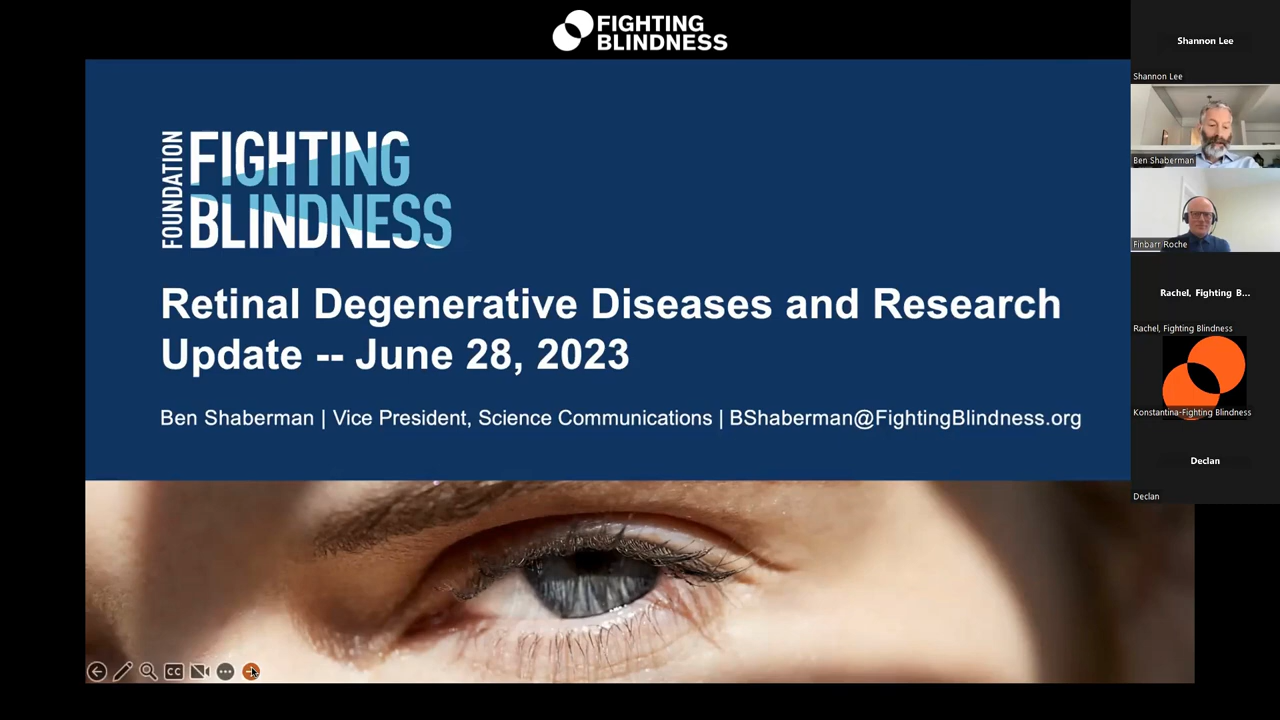 FIGHTING
BLINDNESS
FOUNDATION
FIGHTING
BLINDNESS
Retinal Degenerative Diseases and Research
Update -- June 28, 2023
Ben Shaberman | Vice President, Science Communications | BShaberman@FightingBlindness.org
CC
Shannon Lee
Shannon Lee
Ben Shaberman
Finbarr Roche
Rachel, Fighting B...
Rachel, Fighting Blindness
Konstantina-Fighting Blindness
Declan
Declan